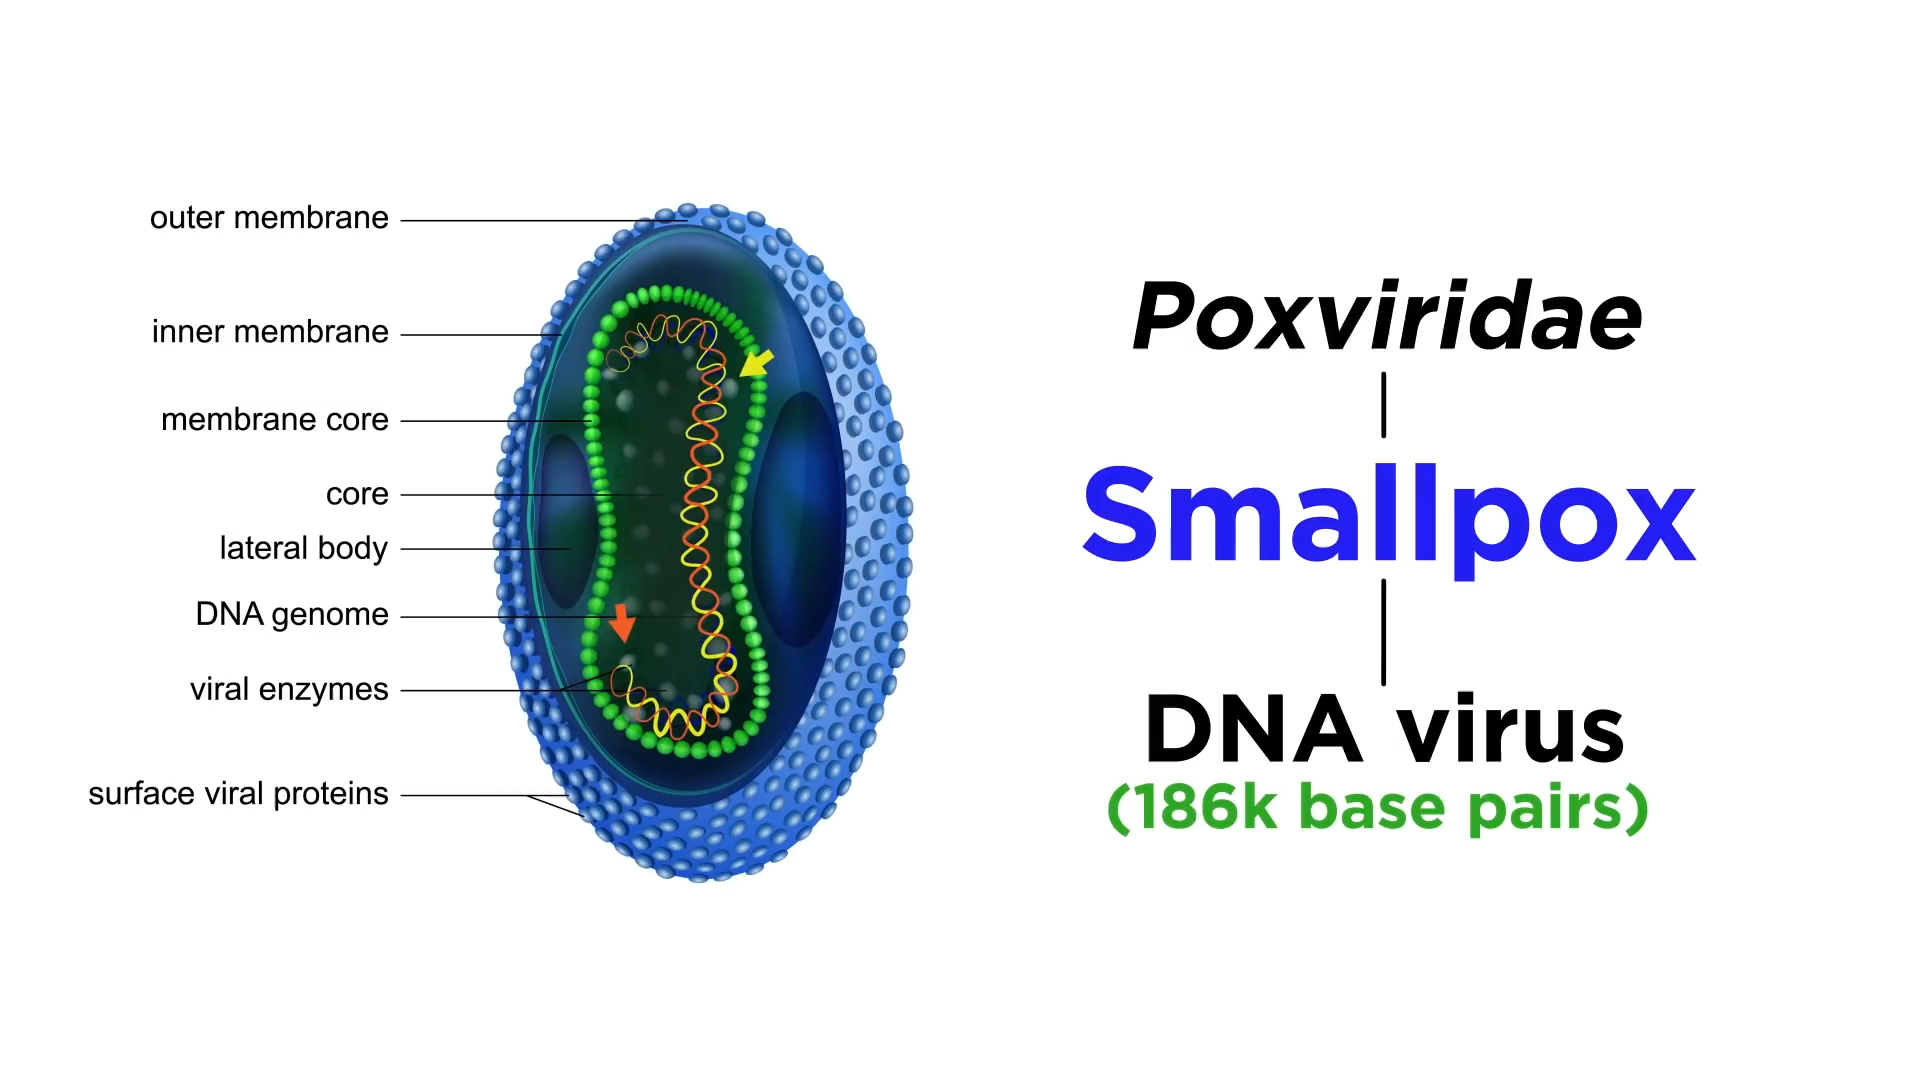 outer membrane
inner membrane
membrane core
core
lateral body
DNA genome
viral enzymes
surface viral proteins
Poxviridae
Smallpox
DNA virus
(186k base pairs)